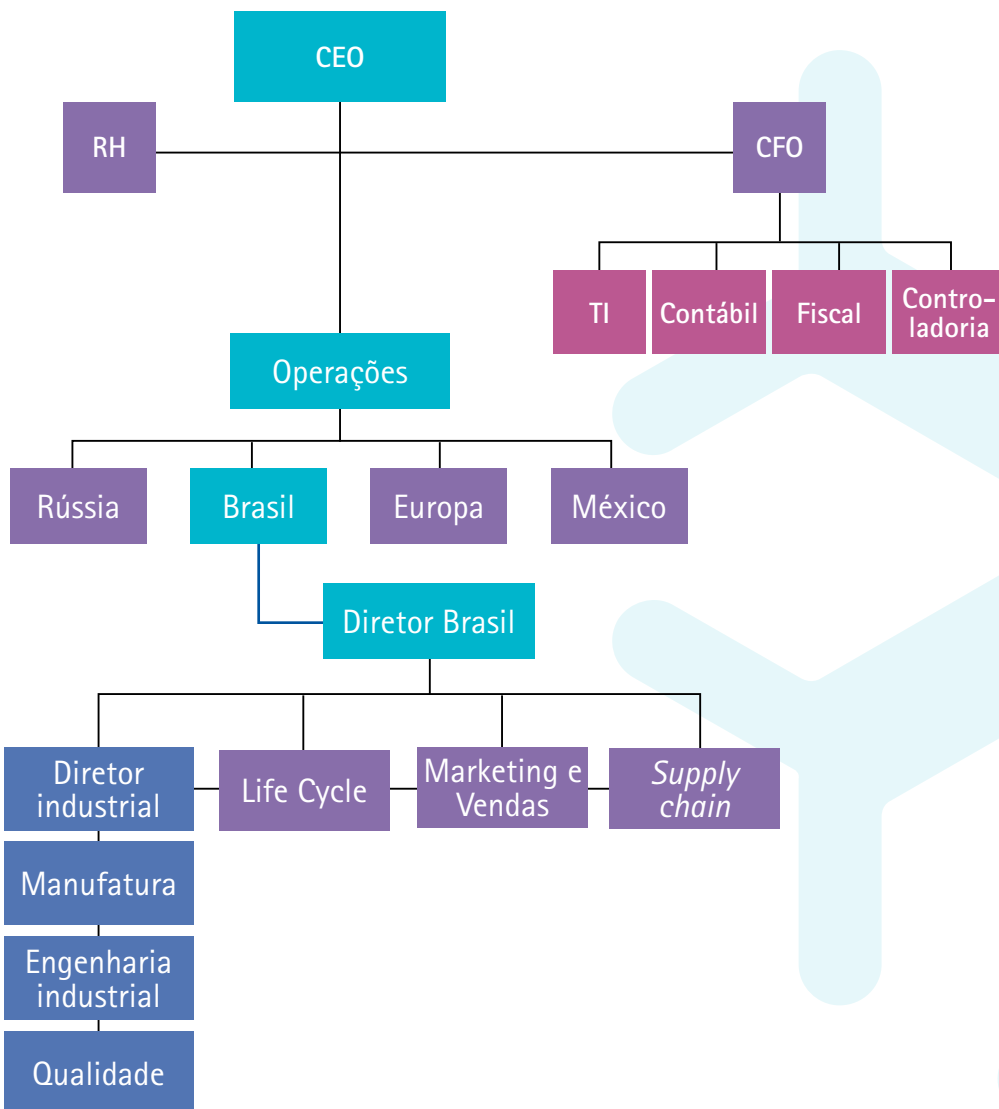 CEO
RH
CFO
TI
Contábil
Fiscal
Contro-
ladoria
Operações
Rússia
Brasil
Europa
México
Diretor Brasil
Diretor
industrial
Life Cycle
Marketing e
Vendas
Supply
chain
Manufatura
Engenharia
industrial
Qualidade